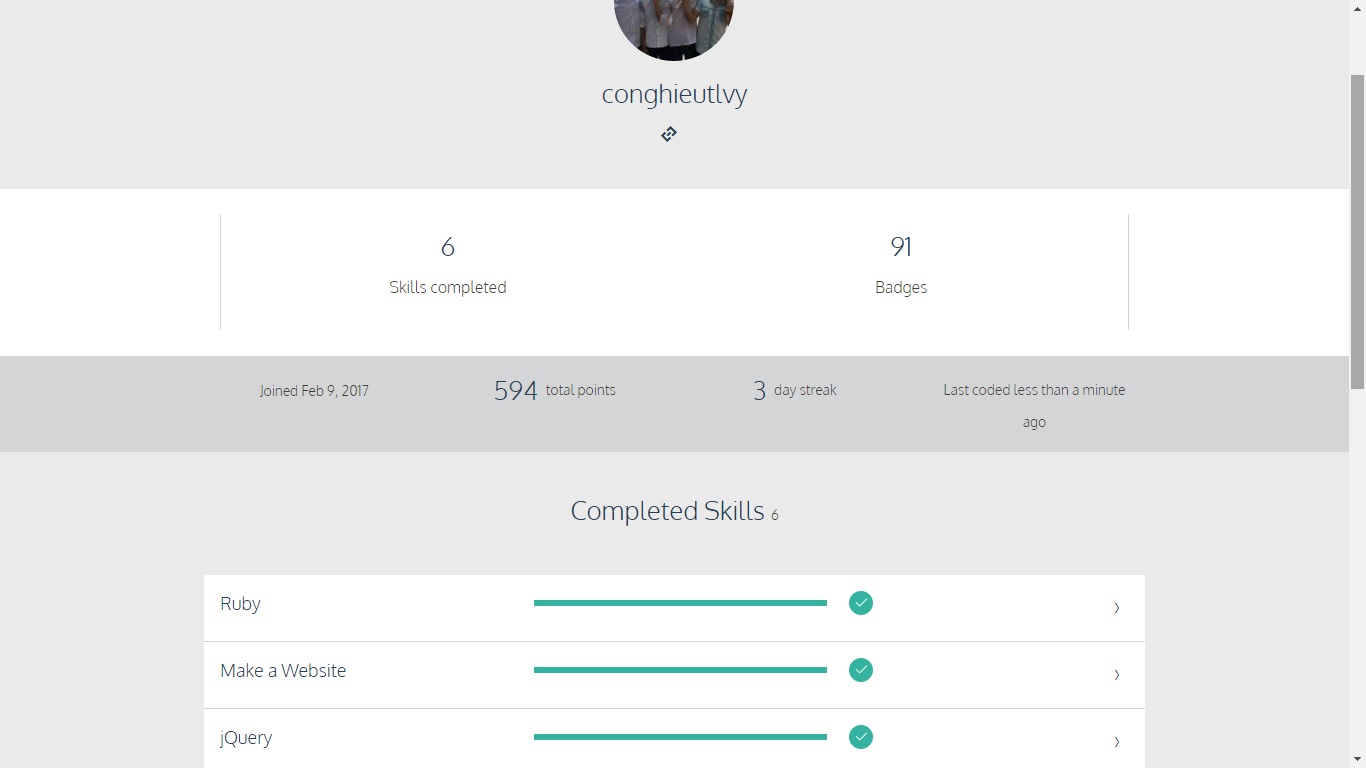 conghieutlvy
6
Skills completed
91
Badges
Joined Feb 9, 2017
594 total points
3 day streak
Last coded less than a minute
ago
Completed Skills 6
Ruby
Make a Website
jQuery